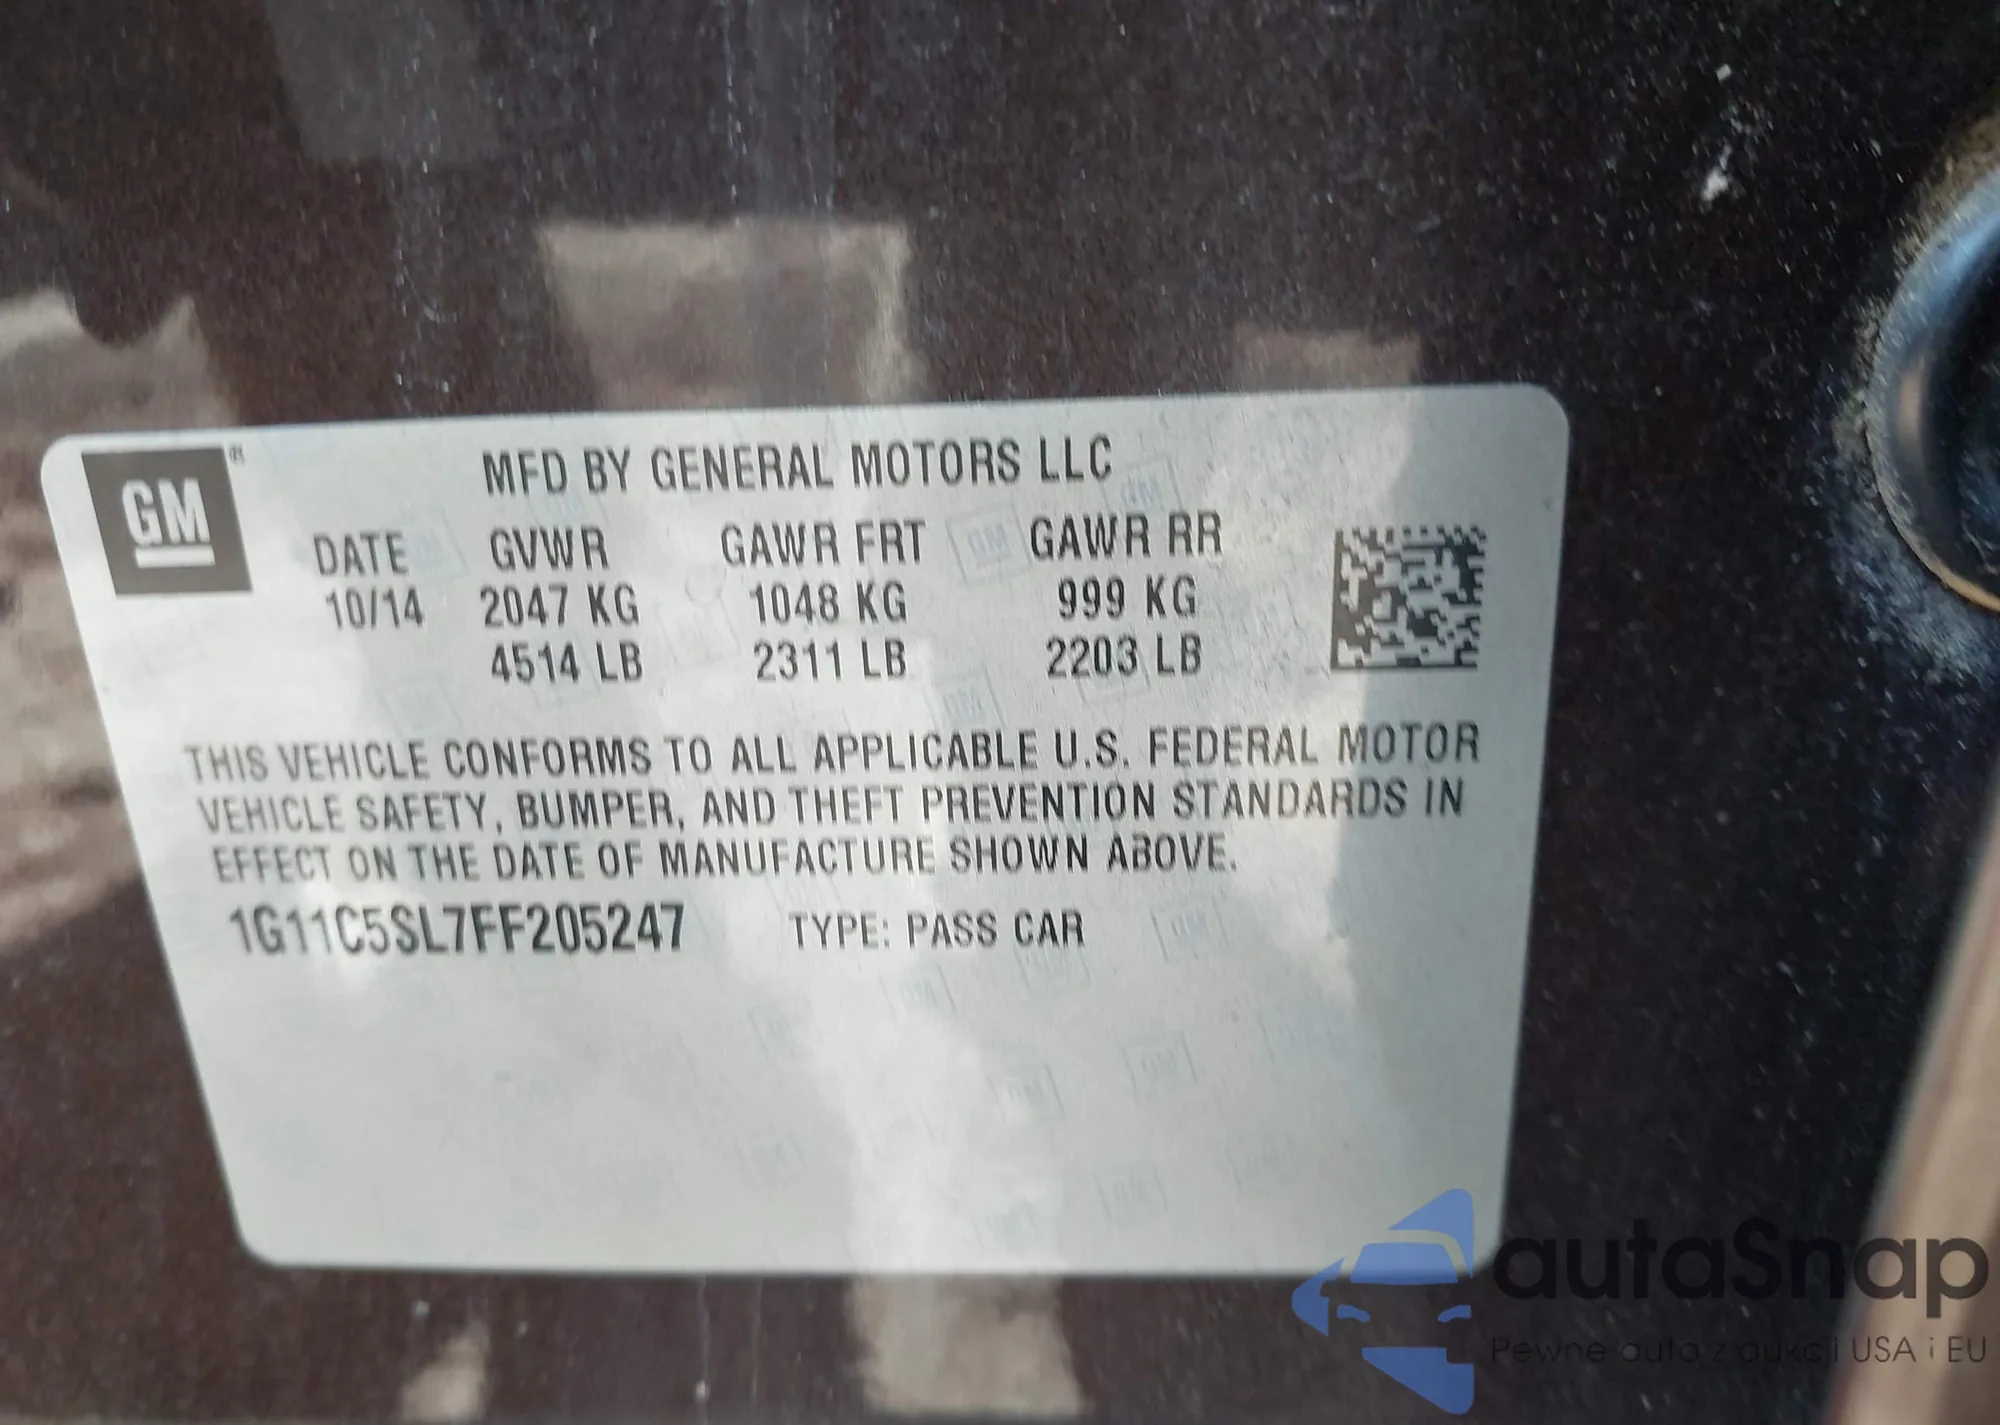 GM ®
MFD BY GENERAL MOTORS LLC
DATE GVWR GAWR FRT GAWR RR
10/14 2047 KG 1048 KG 999 KG
4514 LB 2311 LB 2203 LB
THIS VEHICLE CONFORMS TO ALL APPLICABLE U.S. FEDERAL MOTOR
VEHICLE SAFETY, BUMPER, AND THEFT PREVENTION STANDARDS IN
EFFECT ON THE DATE OF MANUFACTURE SHOWN ABOVE.
1G11C5SL7FF205247 TYPE: PASS CAR
autaSnap
Pewne auta z aukcji USA i EU